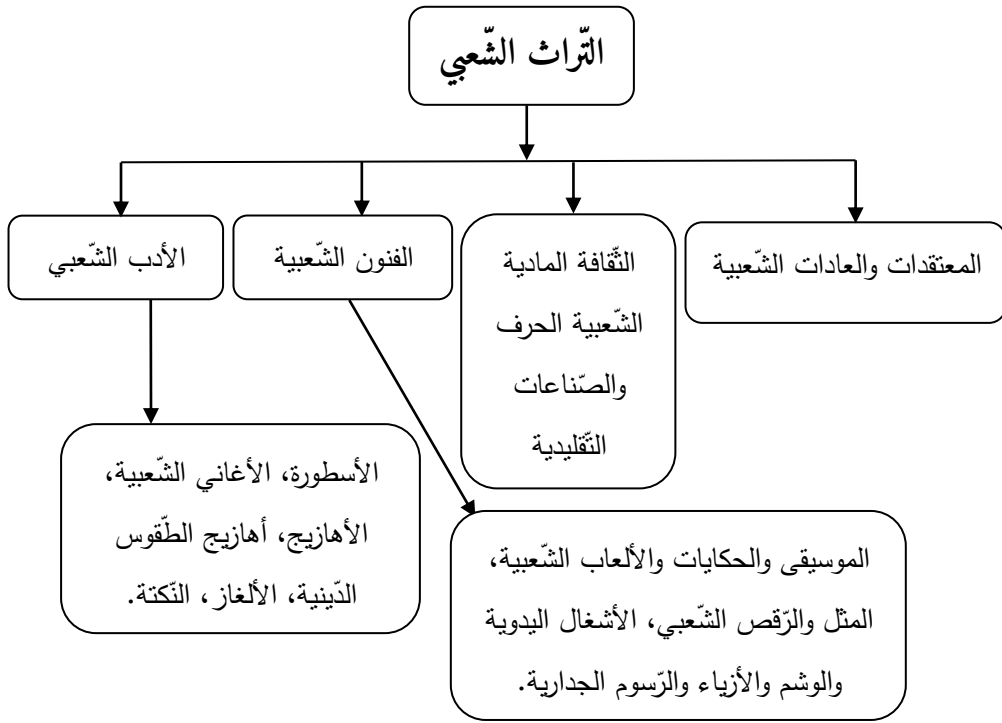 التّراث الشّعبي
المعتقدات والعادات الشّعبية
الثّقافة المادية
الشّعبية الحرف
والصّناعات
التّقليدية
الفنون الشّعبية
الأدب الشّعبي
الموسيقى والحكايات والألعاب الشّعبية،
المثل والرّقص الشّعبي، الأشغال اليدوية
والوشم والأزياء والرّسوم الجدارية.
الأسطورة، الأغاني الشّعبية،
الأهازيج، أهازيج الطّقوس
الدّينية، الألغاز، النّكتة.